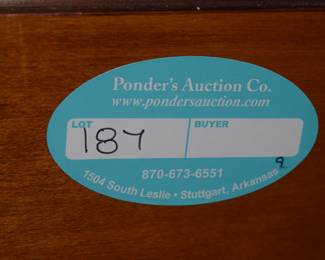 Ponder's Auction Co.
www.pondersauction.com
LOT BUYER
187
870-673-6551
1504 South Leslie • Stuttgart, Arkansas
9